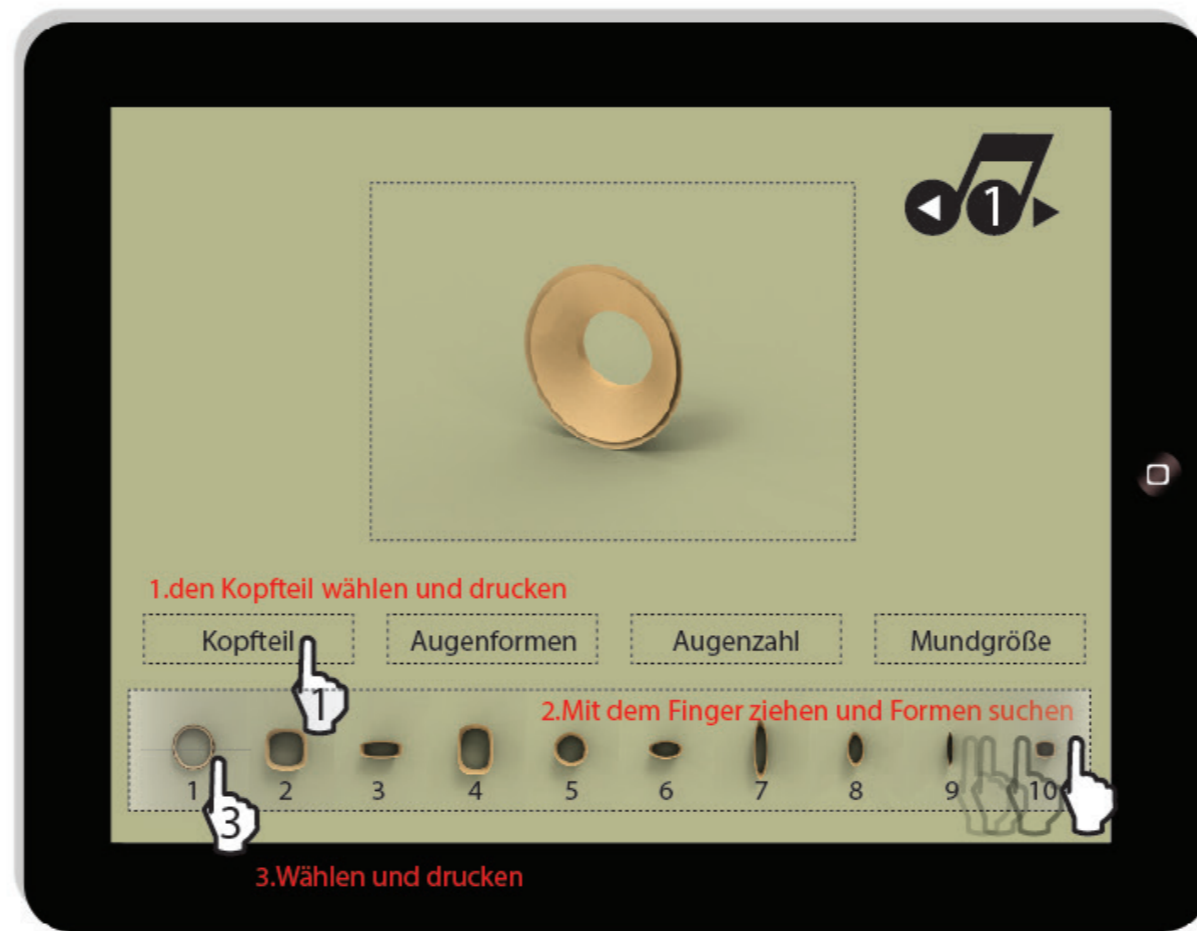 1
1.den Kopfteil wählen und drucken
Kopfteil Augenformen Augenzahl Mundgröße
1
2.Mit dem Finger ziehen und Formen suchen
1 2 3 4 5 6 7 8 9 10
3
3.Wählen und drucken